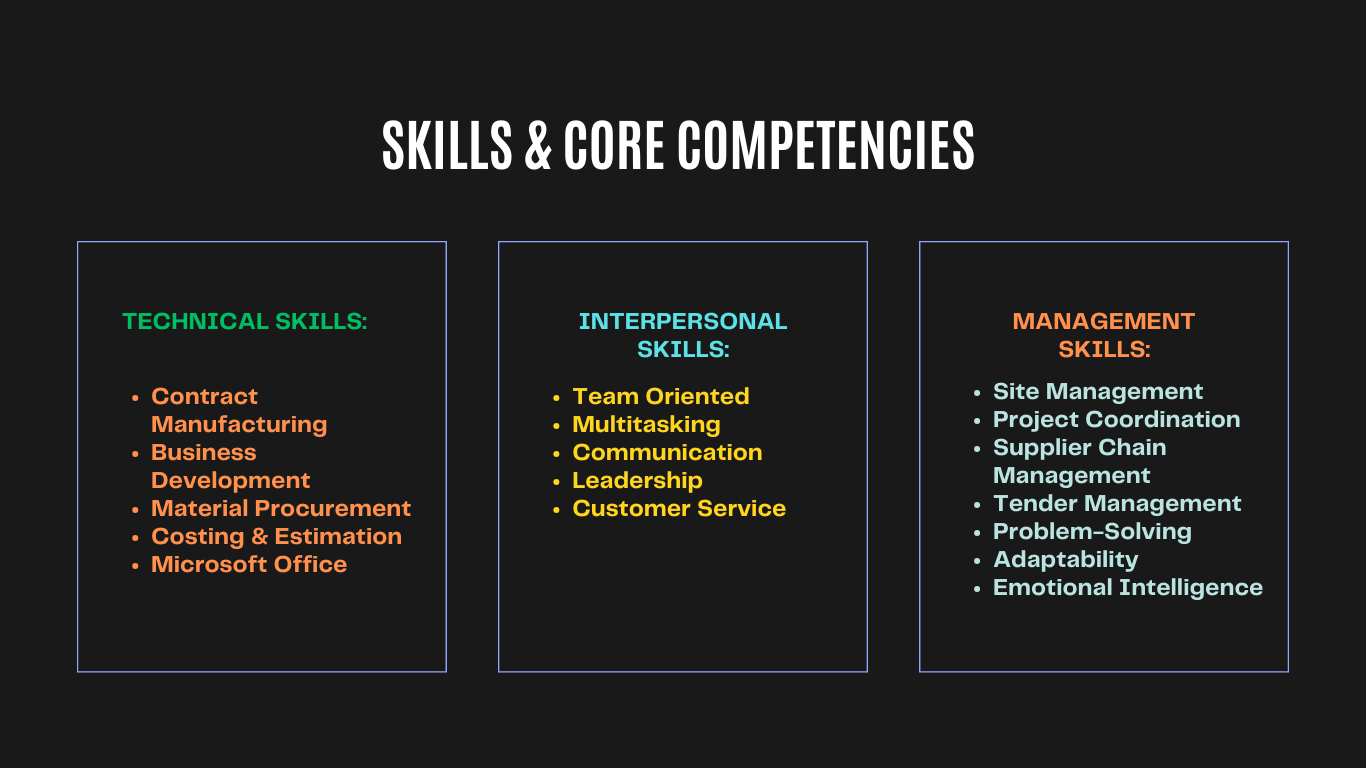 SKILLS & CORE COMPETENCIES
TECHNICAL SKILLS:
• Contract
Manufacturing
• Business
Development
• Material Procurement
• Costing & Estimation
• Microsoft Office
INTERPERSONAL
SKILLS:
• Team Oriented
• Multitasking
• Communication
• Leadership
• Customer Service
MANAGEMENT
SKILLS:
• Site Management
• Project Coordination
• Supplier Chain
Management
• Tender Management
• Problem-Solving
• Adaptability
• Emotional Intelligence